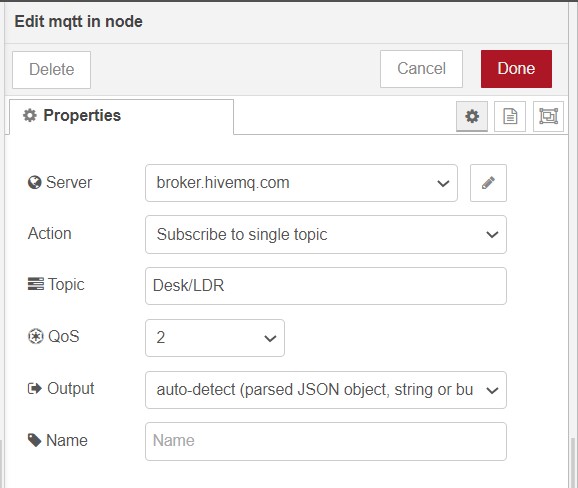 Edit mqtt in node
Delete
Cancel
Done
Properties
Server
broker.hivemq.com
Action
Subscribe to single topic
Topic
Desk/LDR
QoS
2
Output
auto-detect (parsed JSON object, string or bu
Name
Name